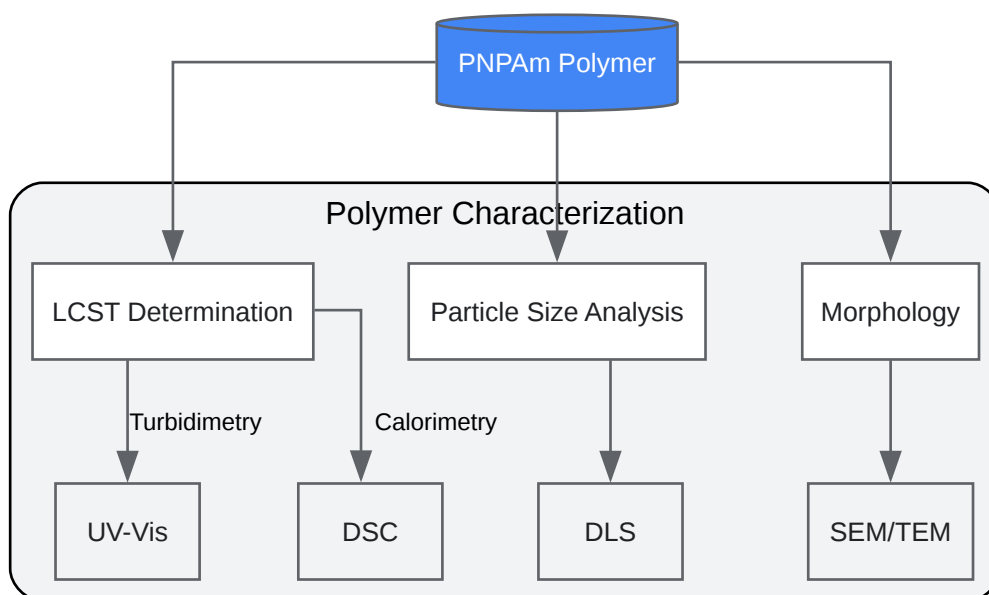 PNPAm Polymer
Polymer Characterization
LCST Determination
Particle Size Analysis
Morphology
Turbidimetry
Calorimetry
UV-Vis
DSC
DLS
SEM/TEM